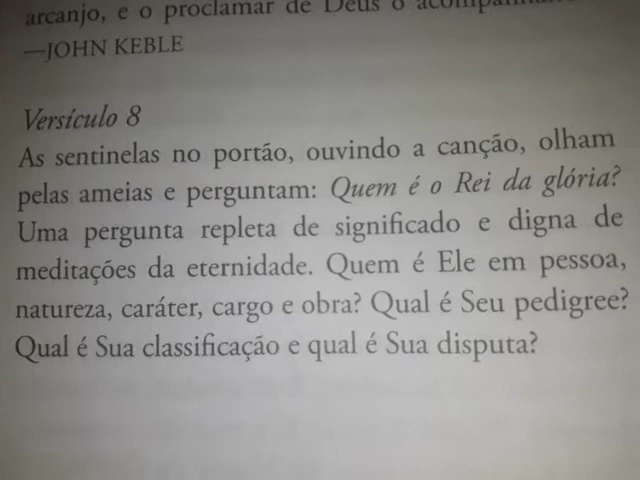 arcanjo, e o proclamar de Deus o
—JOHN KEBLE
Versículo 8
As sentinelas no portão, ouvindo a canção, olham
pelas ameias e perguntam: Quem é o Rei da glória?
Uma pergunta repleta de significado e digna de
meditações da eternidade. Quem é Ele em pessoa,
natureza, caráter, cargo e obra? Qual é Seu pedigree?
Qual é Sua classificação e qual é Sua disputa?